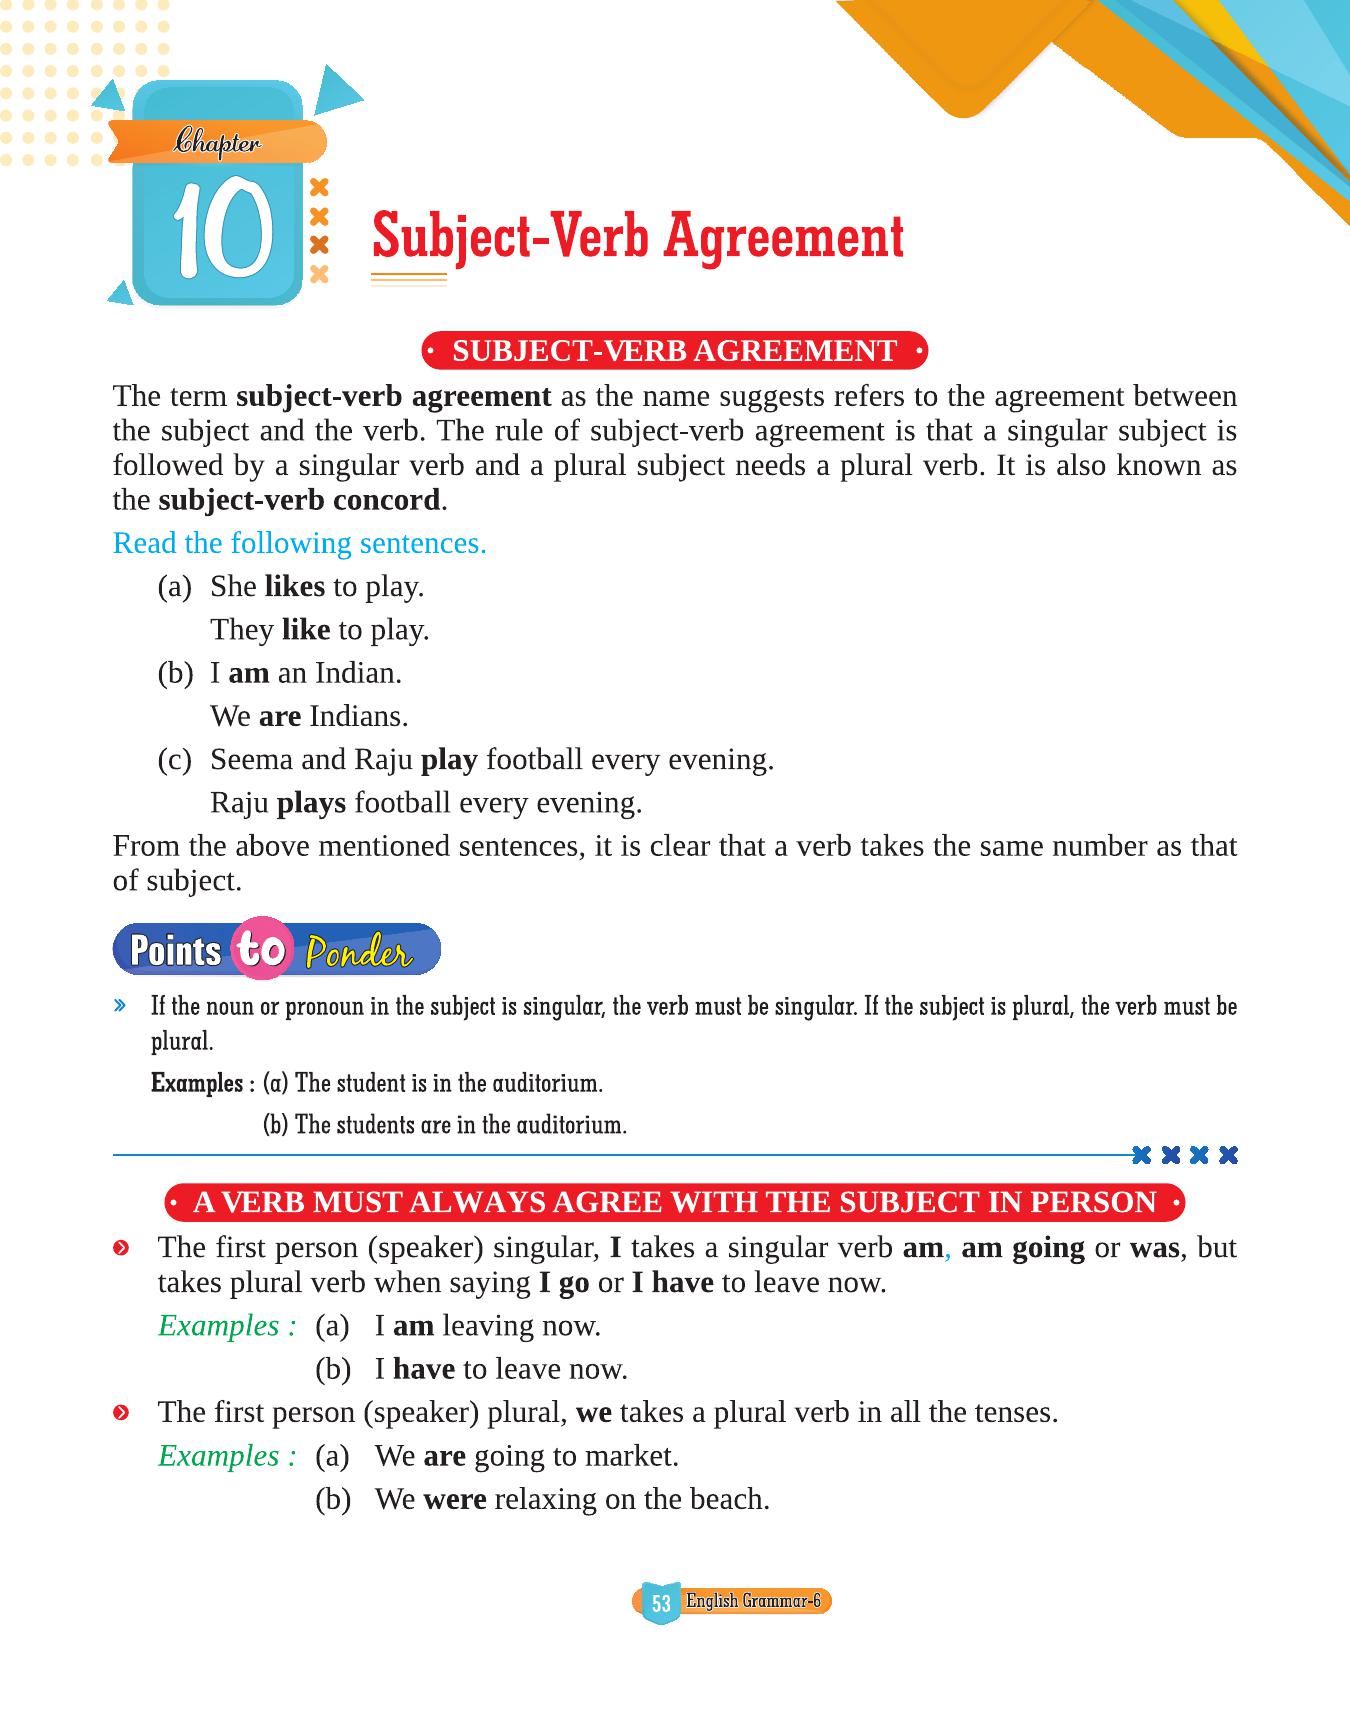 Chapter
10
Subject-Verb Agreement
SUBJECT-VERB AGREEMENT
The term subject-verb agreement as the name suggests refers to the agreement between
the subject and the verb. The rule of subject-verb agreement is that a singular subject is
followed by a singular verb and a plural subject needs a plural verb. It is also known as
the subject-verb concord.
Read the following sentences.
(a) She likes to play.
They like to play.
(b) I am an Indian.
We are Indians.
(c) Seema and Raju play football every evening.
Raju plays football every evening.
From the above mentioned sentences, it is clear that a verb takes the same number as that
of subject.
Points to Ponder
» If the noun or pronoun in the subject is singular, the verb must be singular. If the subject is plural, the verb must be
plural.
Examples : (a) The student is in the auditorium.
(b) The students are in the auditorium.
A VERB MUST ALWAYS AGREE WITH THE SUBJECT IN PERSON
The first person (speaker) singular, I takes a singular verb am, am going or was, but
takes plural verb when saying I go or I have to leave now.
Examples : (a) I am leaving now.
(b) I have to leave now.
The first person (speaker) plural, we takes a plural verb in all the tenses.
Examples : (a) We are going to market.
(b) We were relaxing on the beach.
53 English Grammar-6